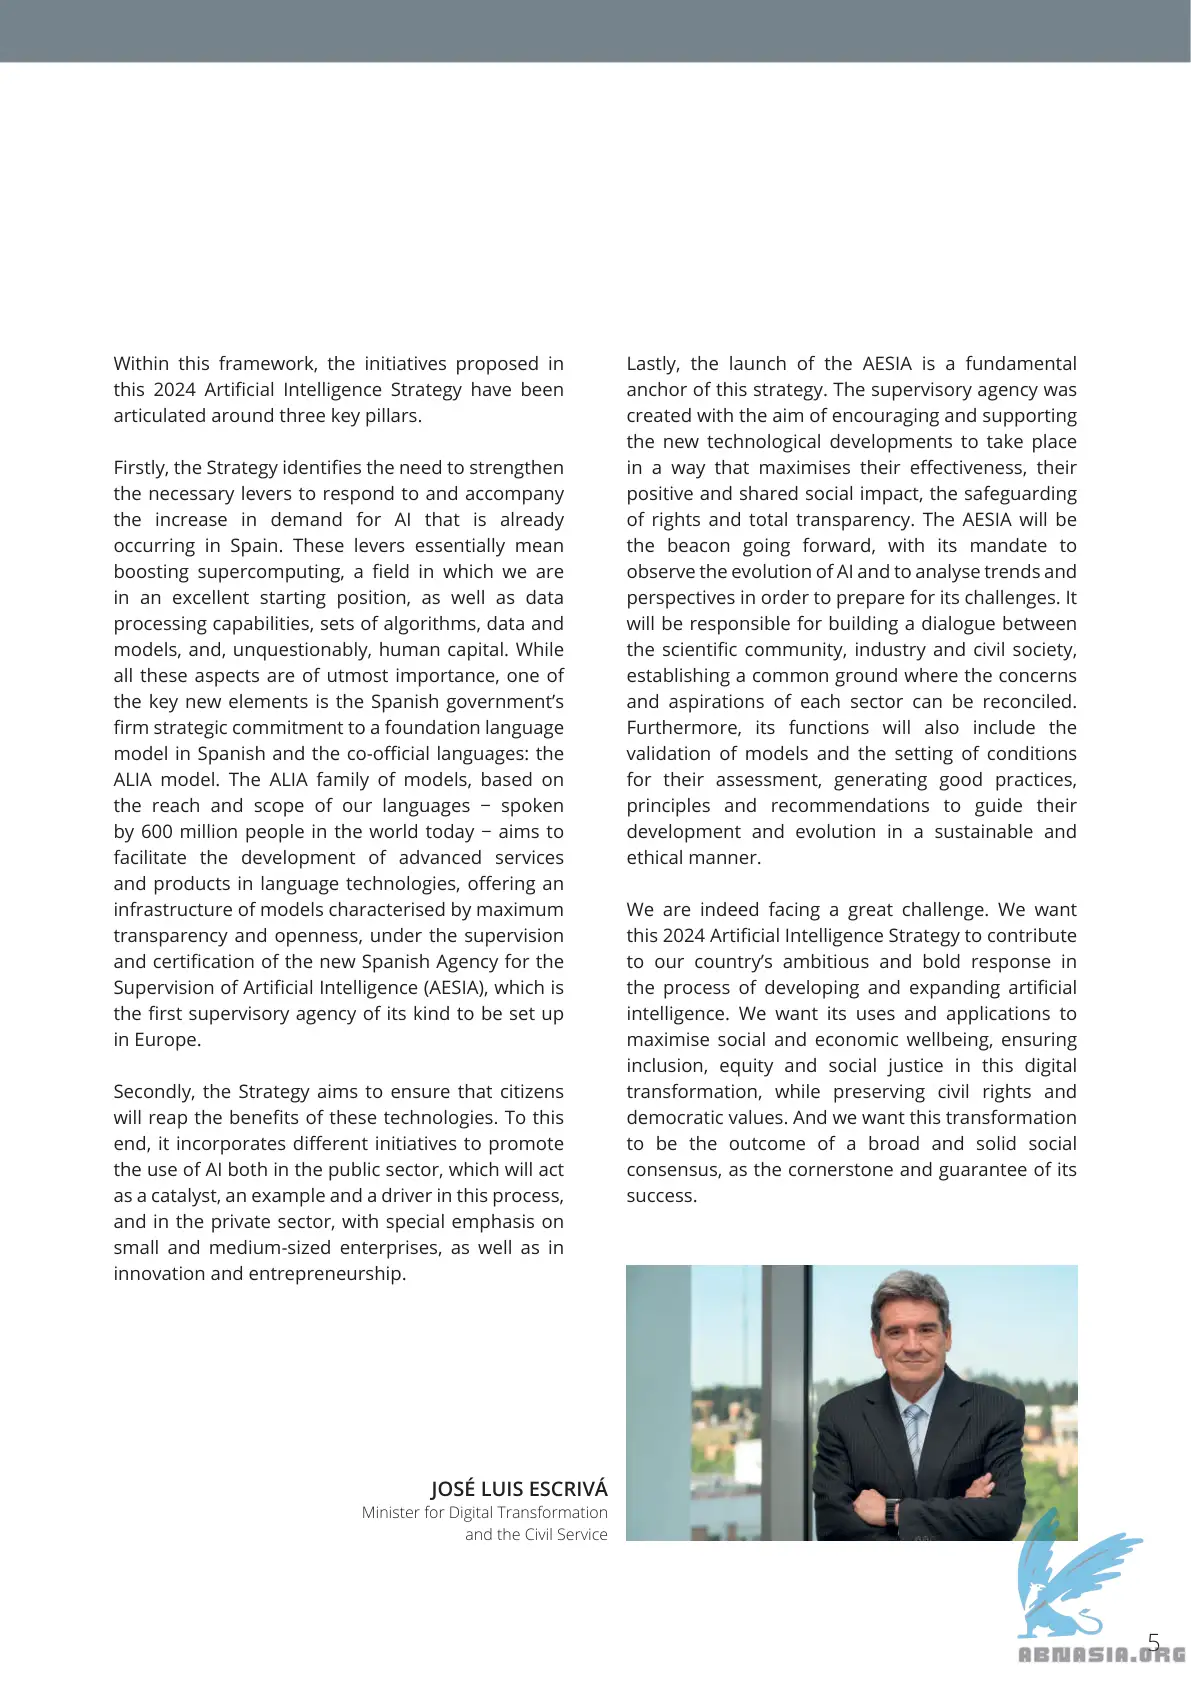 Within this framework, the initiatives proposed in
this 2024 Artificial Intelligence Strategy have been
articulated around three key pillars.
Firstly, the Strategy identifies the need to strengthen
the necessary levers to respond to and accompany
the increase in demand for AI that is already
occurring in Spain. These levers essentially mean
boosting supercomputing, a field in which we are
in an excellent starting position, as well as data
processing capabilities, sets of algorithms, data and
models, and, unquestionably, human capital. While
all these aspects are of utmost importance, one of
the key new elements is the Spanish government’s
firm strategic commitment to a foundation language
model in Spanish and the co-official languages: the
ALIA model. The ALIA family of models, based on
the reach and scope of our languages − spoken
by 600 million people in the world today − aims to
facilitate the development of advanced services
and products in language technologies, offering an
infrastructure of models characterised by maximum
transparency and openness, under the supervision
and certification of the new Spanish Agency for the
Supervision of Artificial Intelligence (AESIA), which is
the first supervisory agency of its kind to be set up
in Europe.
Secondly, the Strategy aims to ensure that citizens
will reap the benefits of these technologies. To this
end, it incorporates different initiatives to promote
the use of AI both in the public sector, which will act
as a catalyst, an example and a driver in this process,
and in the private sector, with special emphasis on
small and medium-sized enterprises, as well as in
innovation and entrepreneurship.
Lastly, the launch of the AESIA is a fundamental
anchor of this strategy. The supervisory agency was
created with the aim of encouraging and supporting
the new technological developments to take place
in a way that maximises their effectiveness, their
positive and shared social impact, the safeguarding
of rights and total transparency. The AESIA will be
the beacon going forward, with its mandate to
observe the evolution of AI and to analyse trends and
perspectives in order to prepare for its challenges. It
will be responsible for building a dialogue between
the scientific community, industry and civil society,
establishing a common ground where the concerns
and aspirations of each sector can be reconciled.
Furthermore, its functions will also include the
validation of models and the setting of conditions
for their assessment, generating good practices,
principles and recommendations to guide their
development and evolution in a sustainable and
ethical manner.
We are indeed facing a great challenge. We want
this 2024 Artificial Intelligence Strategy to contribute
to our country’s ambitious and bold response in
the process of developing and expanding artificial
intelligence. We want its uses and applications to
maximise social and economic wellbeing, ensuring
inclusion, equity and social justice in this digital
transformation, while preserving civil rights and
democratic values. And we want this transformation
to be the outcome of a broad and solid social
consensus, as the cornerstone and guarantee of its
success.
JOSÉ LUIS ESCRIVÁ
Minister for Digital Transformation
and the Civil Service
5
ABNASIA.ORG